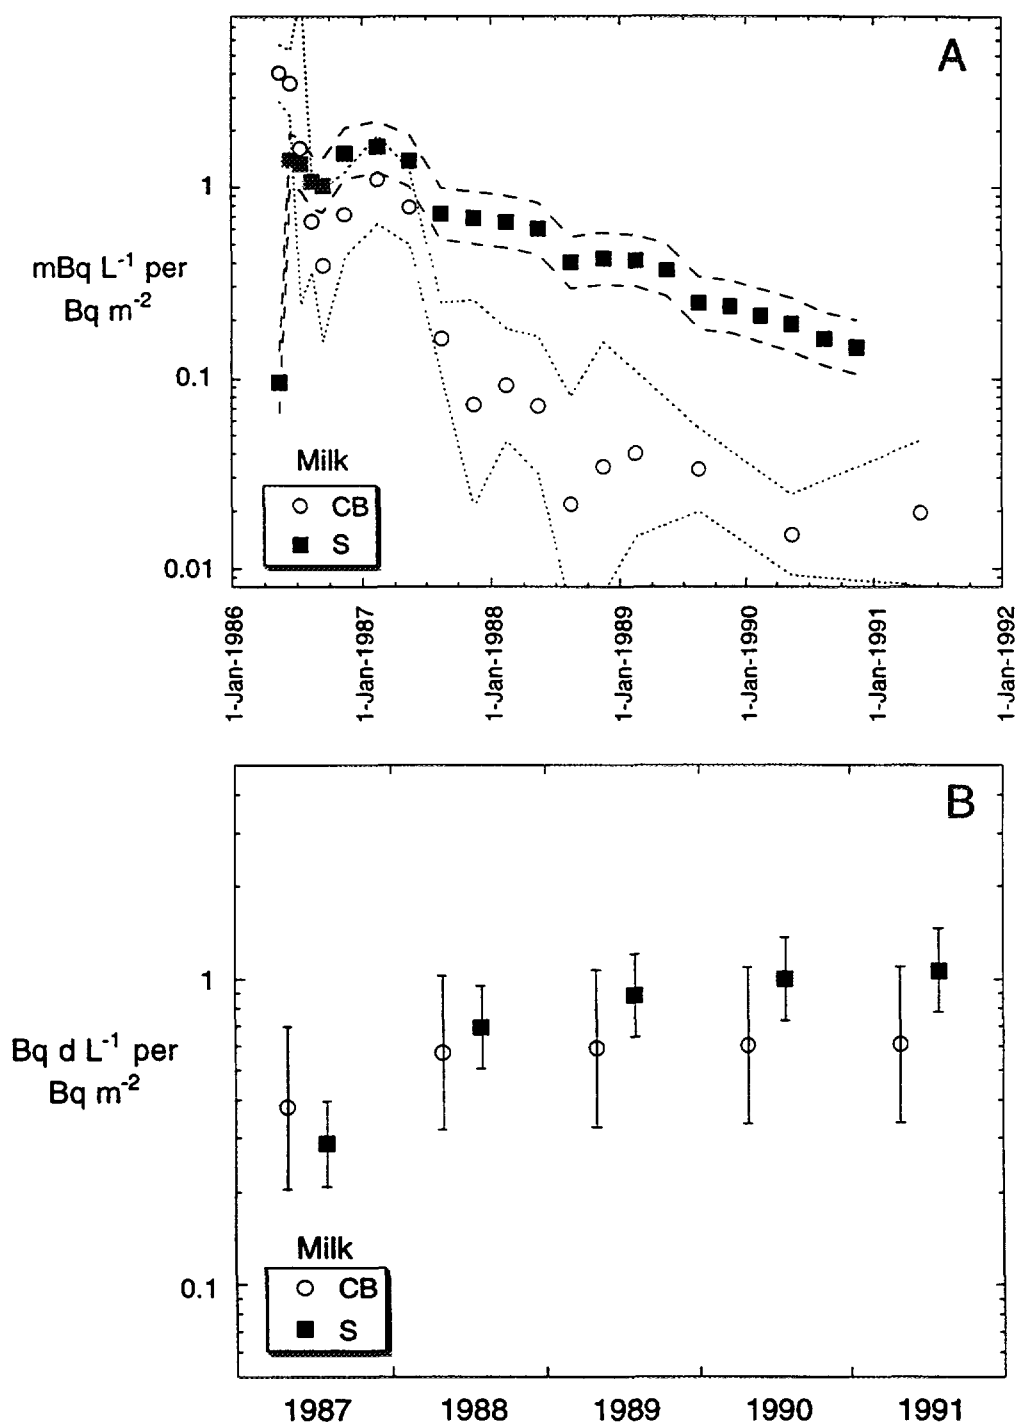 A
1
mBq L⁻¹ per
Bq m⁻²
0.1
Milk
CB
S
0.01
1-Jan-1986
1-Jan-1987
1-Jan-1988
1-Jan-1989
1-Jan-1990
1-Jan-1991
1-Jan-1992
B
1
Bq d L⁻¹ per
Bq m⁻²
Milk
CB
0.1
S
1987 1988 1989 1990 1991